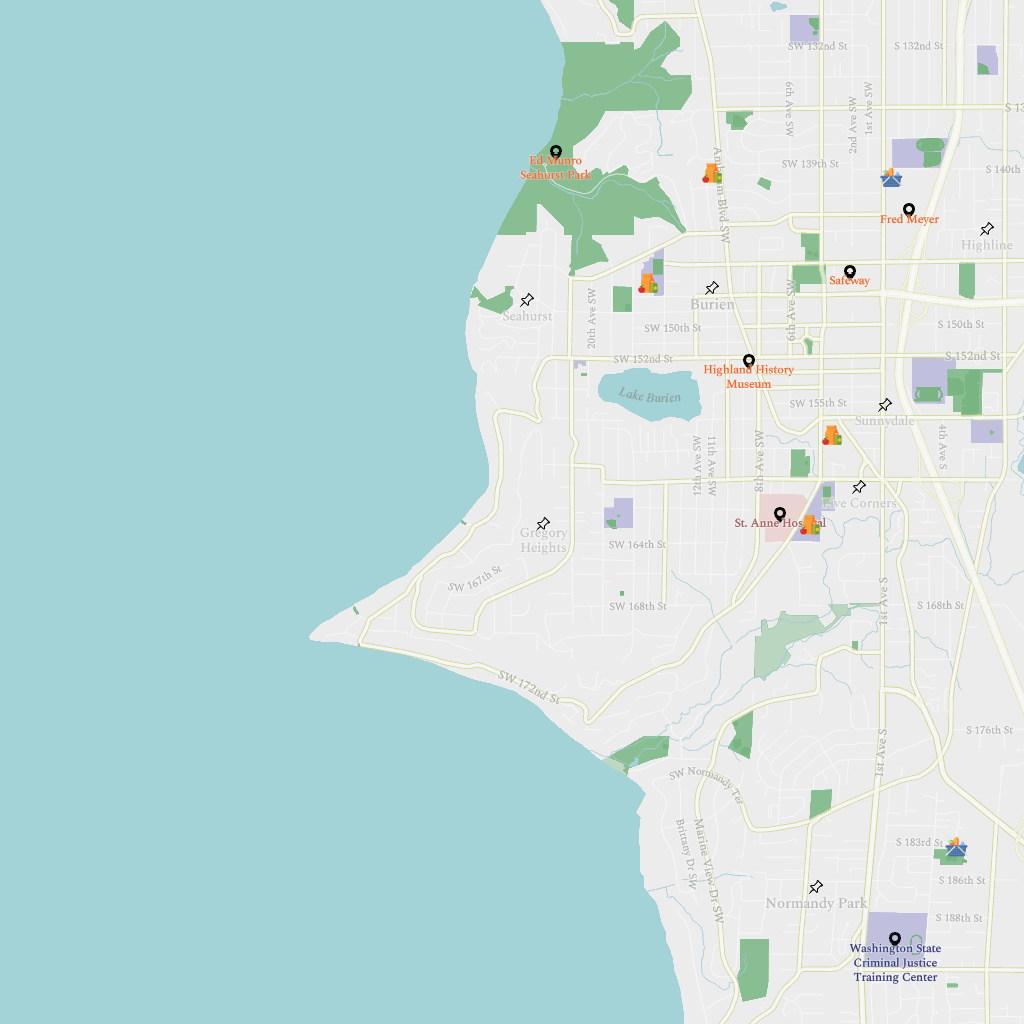 SW 132nd St
S 132nd St
6th Ave SW
2nd Ave SW
1st Ave SW
Ed Munro
Seahurst Park
SW 139th St
S 140th
Fred Meyer
Highline
Safeway
Seahurst
20th Ave SW
Burien
6th Ave SW
SW 150th St
S 150th St
SW 152nd St
S 152nd St
Highland History
Museum
Lake Burien
SW 155th St
Sunnydale
4th Ave S
12th Ave SW
11th Ave SW
8th Ave SW
Gregory
Heights
St. Anne Hospital
Five Corners
SW 164th St
SW 167th St
SW 168th St
1st Ave S
S 168th St
SW 172nd St
S 176th St
1st Ave S
SW Normandy Ter
Brittany Dr SW
Marine View Dr SW
S 183rd St
S 186th St
Normandy Park
S 188th St
Washington State
Criminal Justice
Training Center